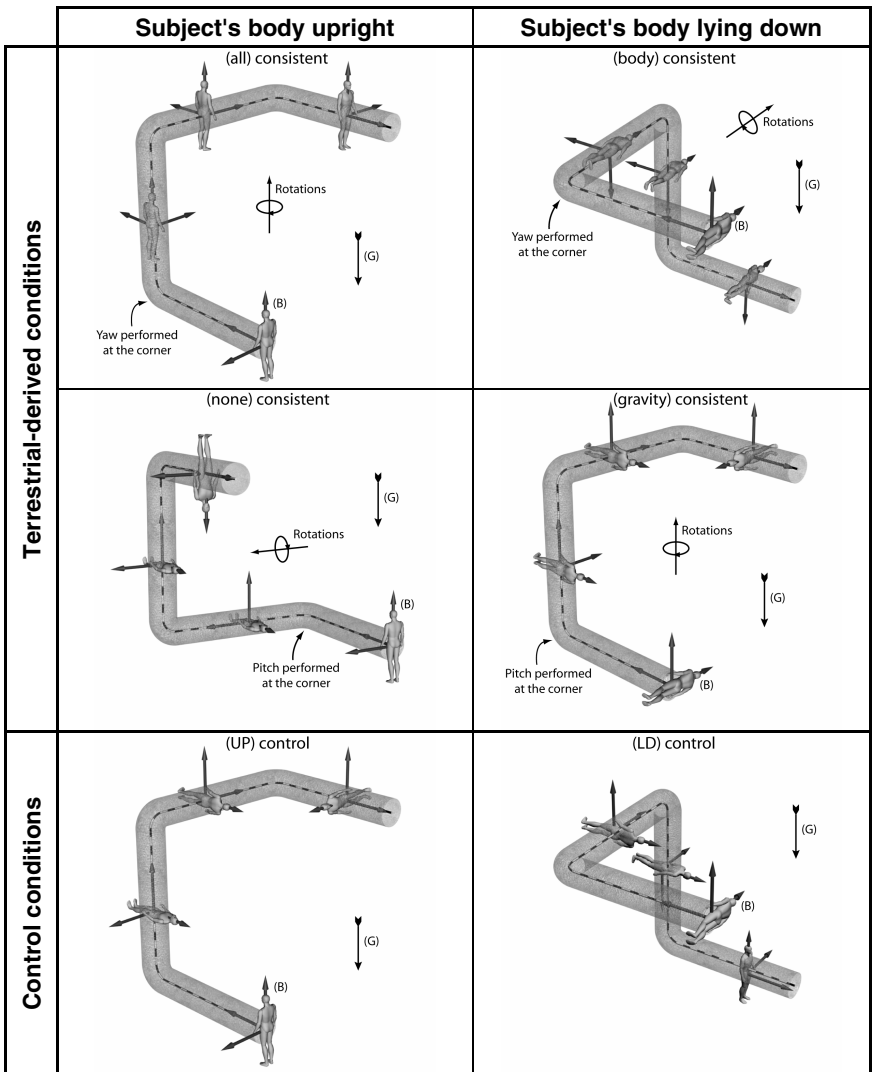 Subject's body upright
Subject's body lying down
Terrestrial-derived conditions
(all) consistent
Rotations
(G)
(B)
Yaw performed
at the corner
(body) consistent
Rotations
(G)
(B)
Yaw performed
at the corner
(none) consistent
(G)
Rotations
(B)
Pitch performed
at the corner
(gravity) consistent
Rotations
(G)
Pitch performed
at the corner
(B)
Control conditions
(UP) control
(G)
(B)
(LD) control
(G)
(B)